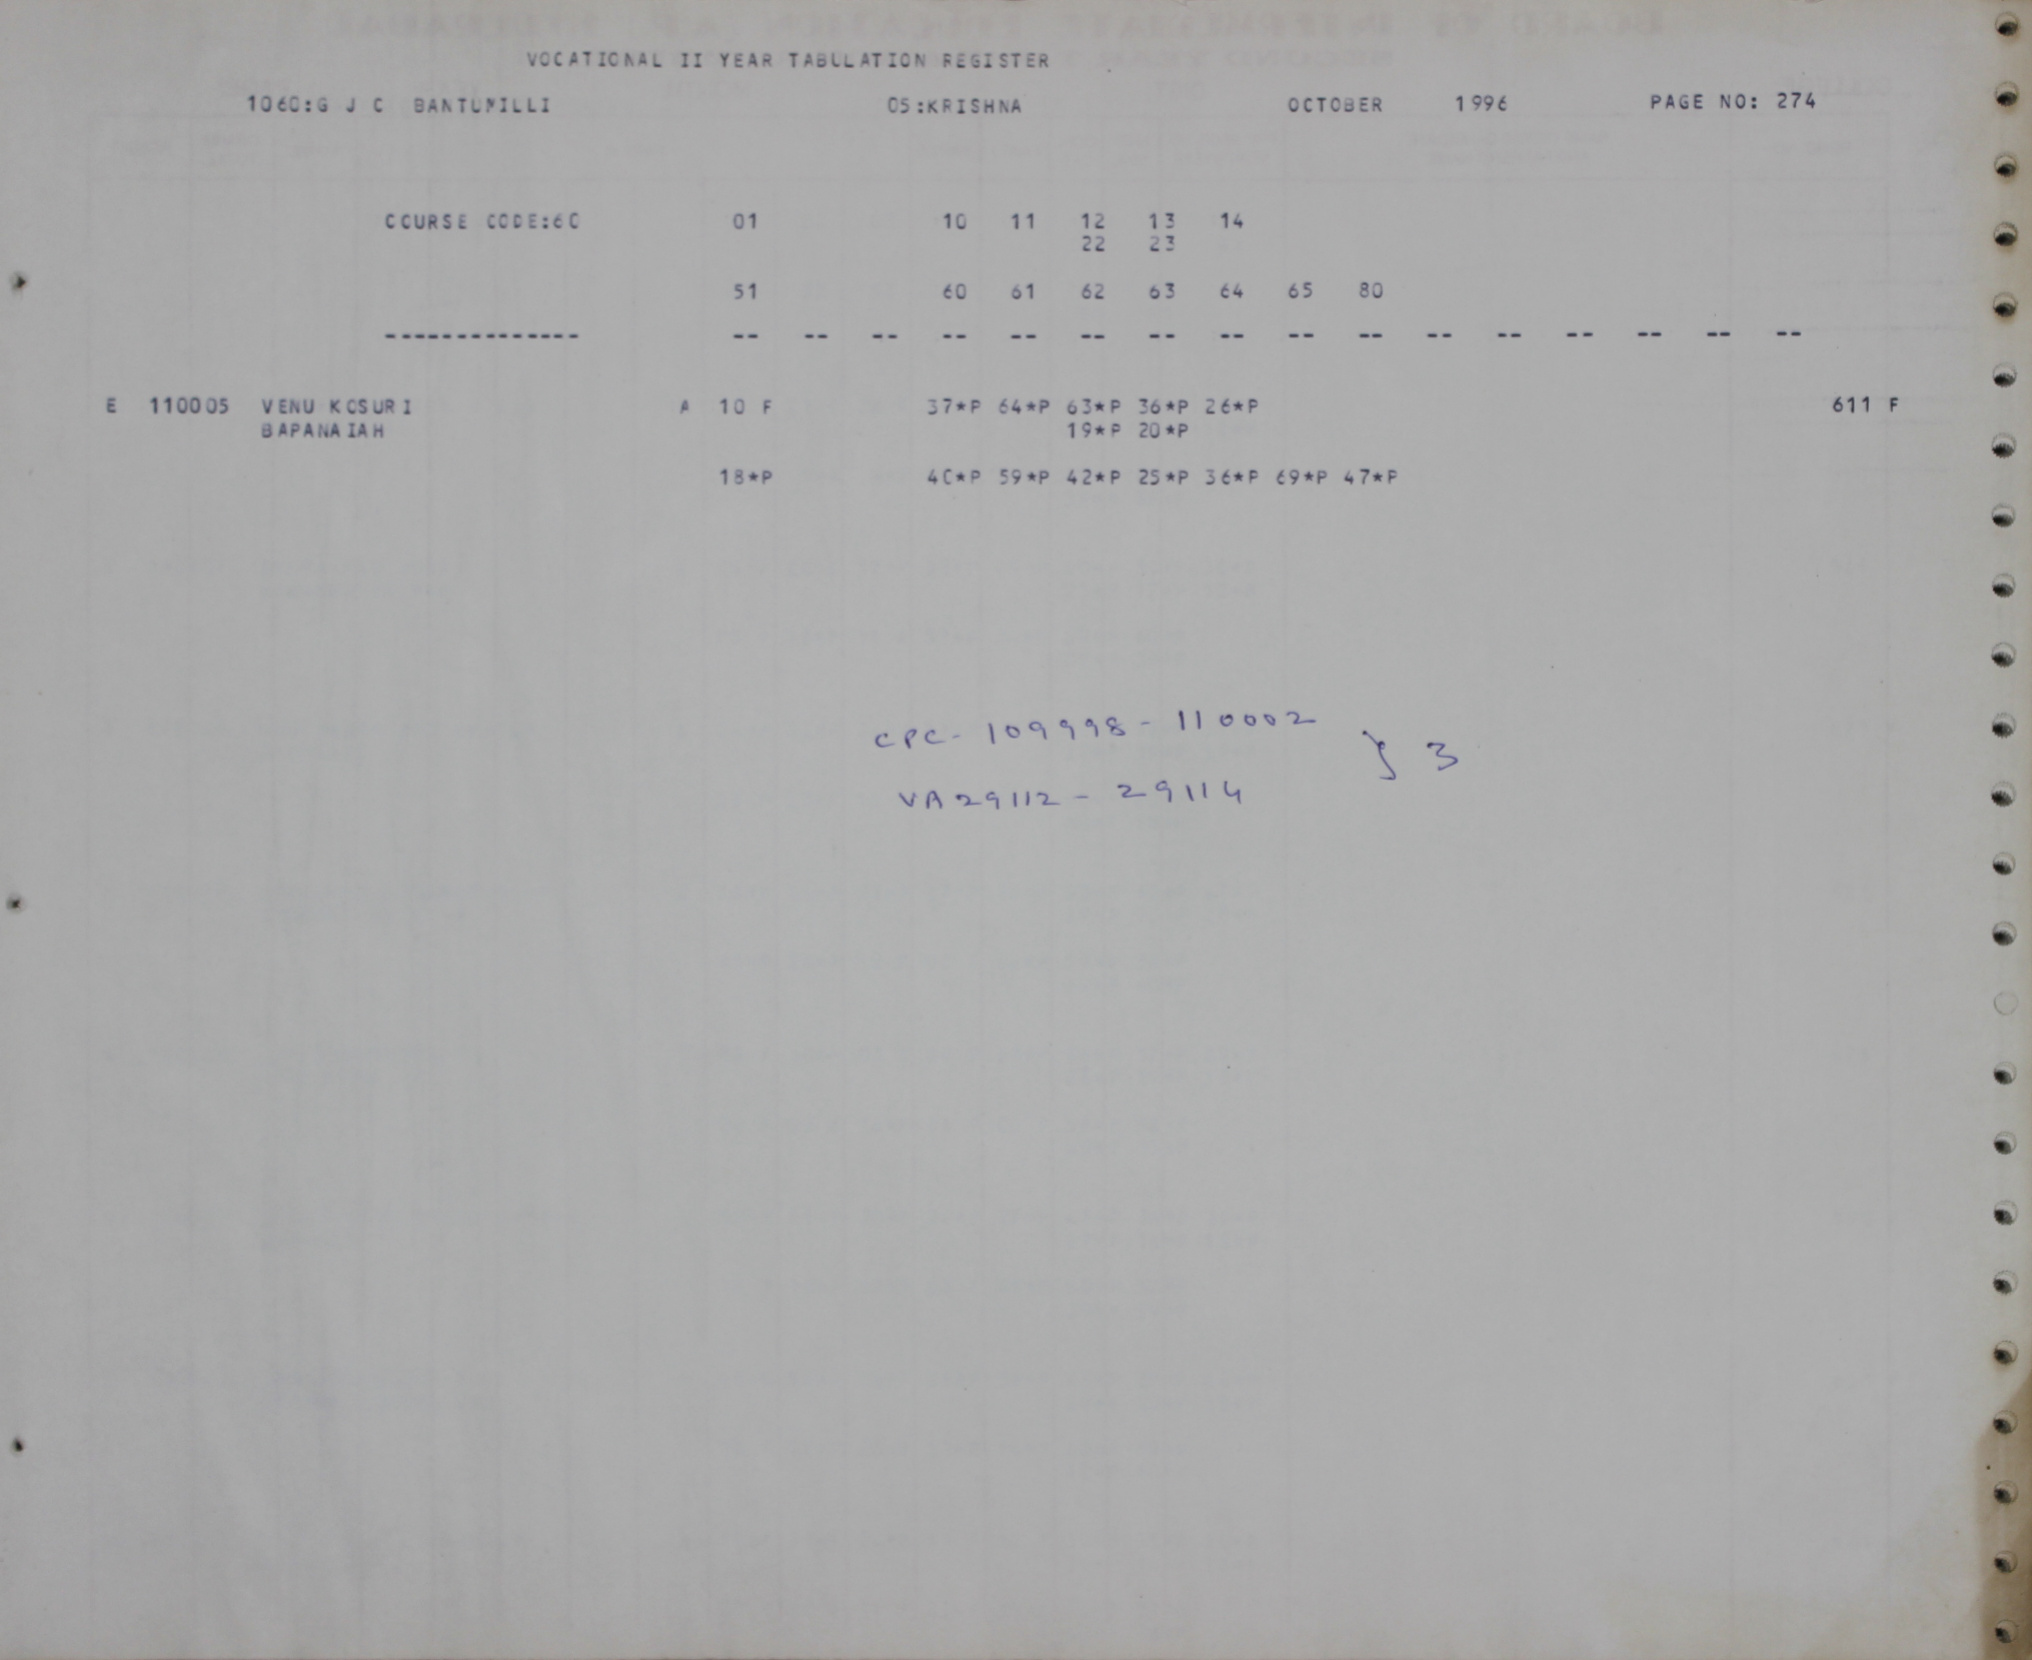 VOCATIONAL II YEAR TABULATION REGISTER
1060:G J C BANTUMILLI 05:KRISHNA OCTOBER 1996 PAGE NO: 274
COURSE CODE:60 01 10 11 12 13 14
22 23
51 60 61 62 63 64 65 80
-------------- -- -- -- -- -- -- -- -- -- -- -- -- -- -- -- --
E 110005 VENU KOSURI A 10 F 37*P 64*P 63*P 36*P 26*P 611 F
BAPANAIAH 19*P 20*P
18*P 40*P 59*P 42*P 25*P 36*P 69*P 47*P
CPC- 109998 - 110002
} 3
VA29112 - 29114